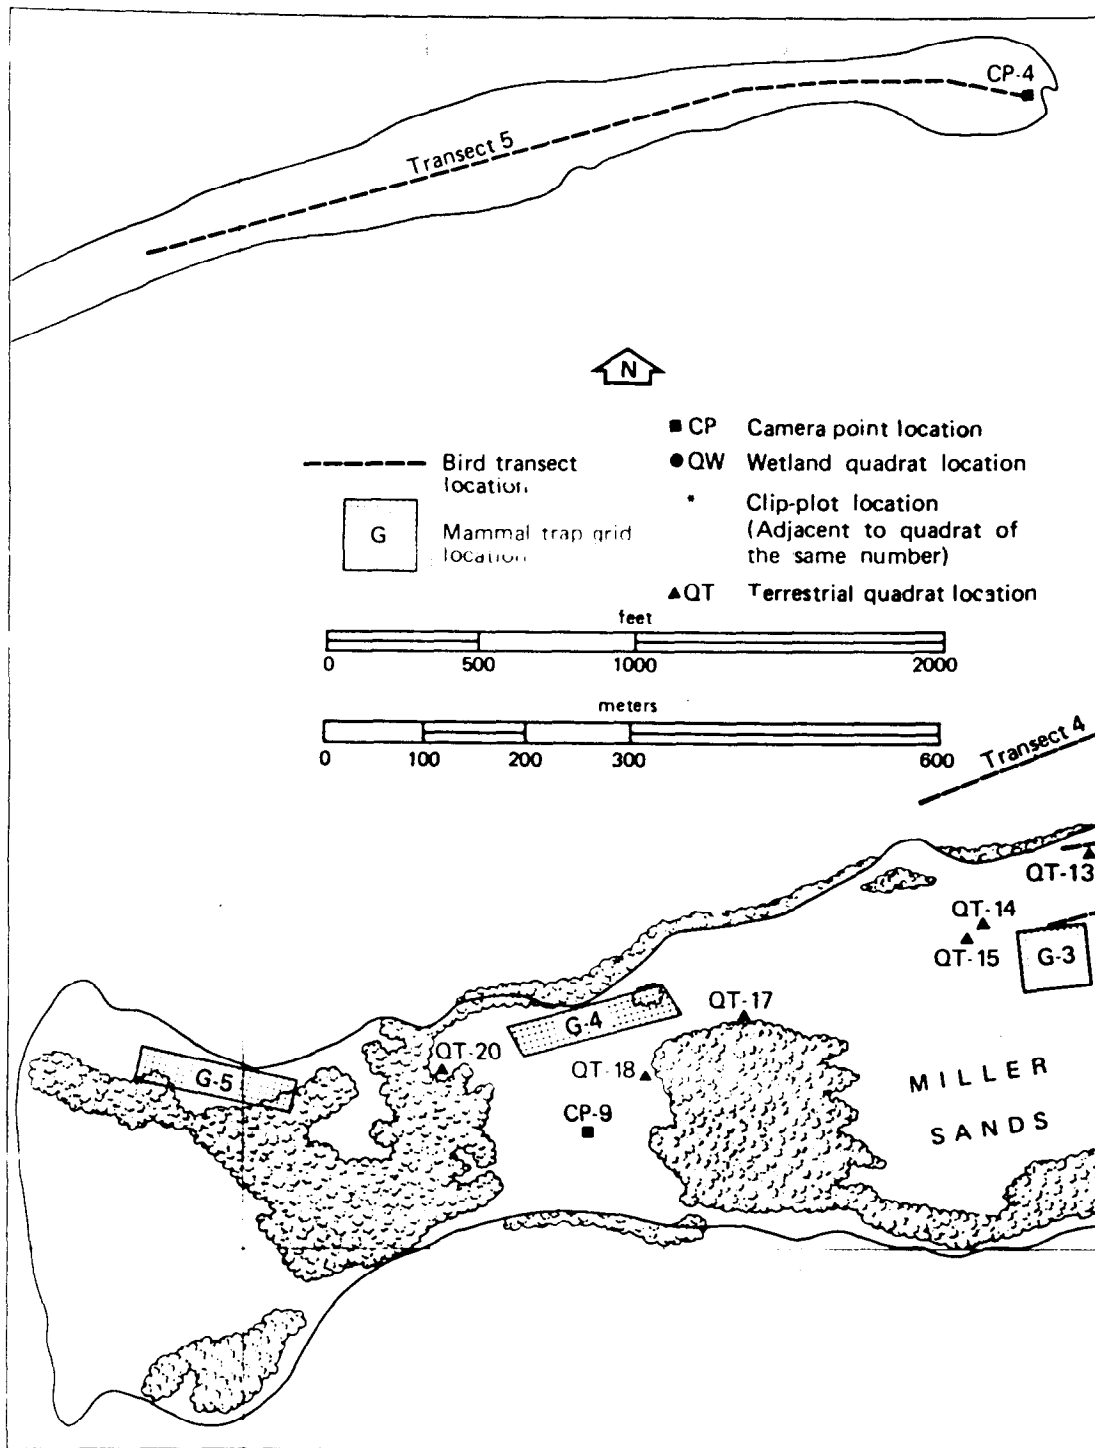 CP-4
Transect 5
N
■ CP Camera point location
Bird transect
location
● QW Wetland quadrat location
* Clip-plot location
(Adjacent to quadrat of
the same number)
G
Mammal trap grid
location
▲ QT Terrestrial quadrat location
feet
0 500 1000 2000
meters
0 100 200 300 600
Transect 4
QT-13
QT-14
QT-15
G-3
QT-17
G-4
QT-20
QT-18
G-5
CP-9
MILLER
SANDS